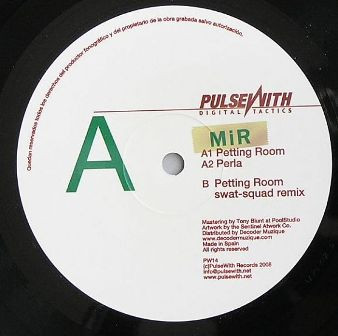 Quedan reservados todos los derechos del productor fonográfico y del propietario de la obra grabada salvo autorización.
A
PULSEWITH
DIGITAL TACTICS
MiR
A1 Petting Room
A2 Perla
B Petting Room
swat-squad remix
Mastering by Tony Blunt at PoolStudio
Artwork by the Sentinel Atwork Co.
Distributed by Decoder Muzique
www.decodermuzique.com
Made in Spain
All rights reserved
PW14
(c)PulseWith Records 2008
info@pulsewith.net
www.pulsewith.net